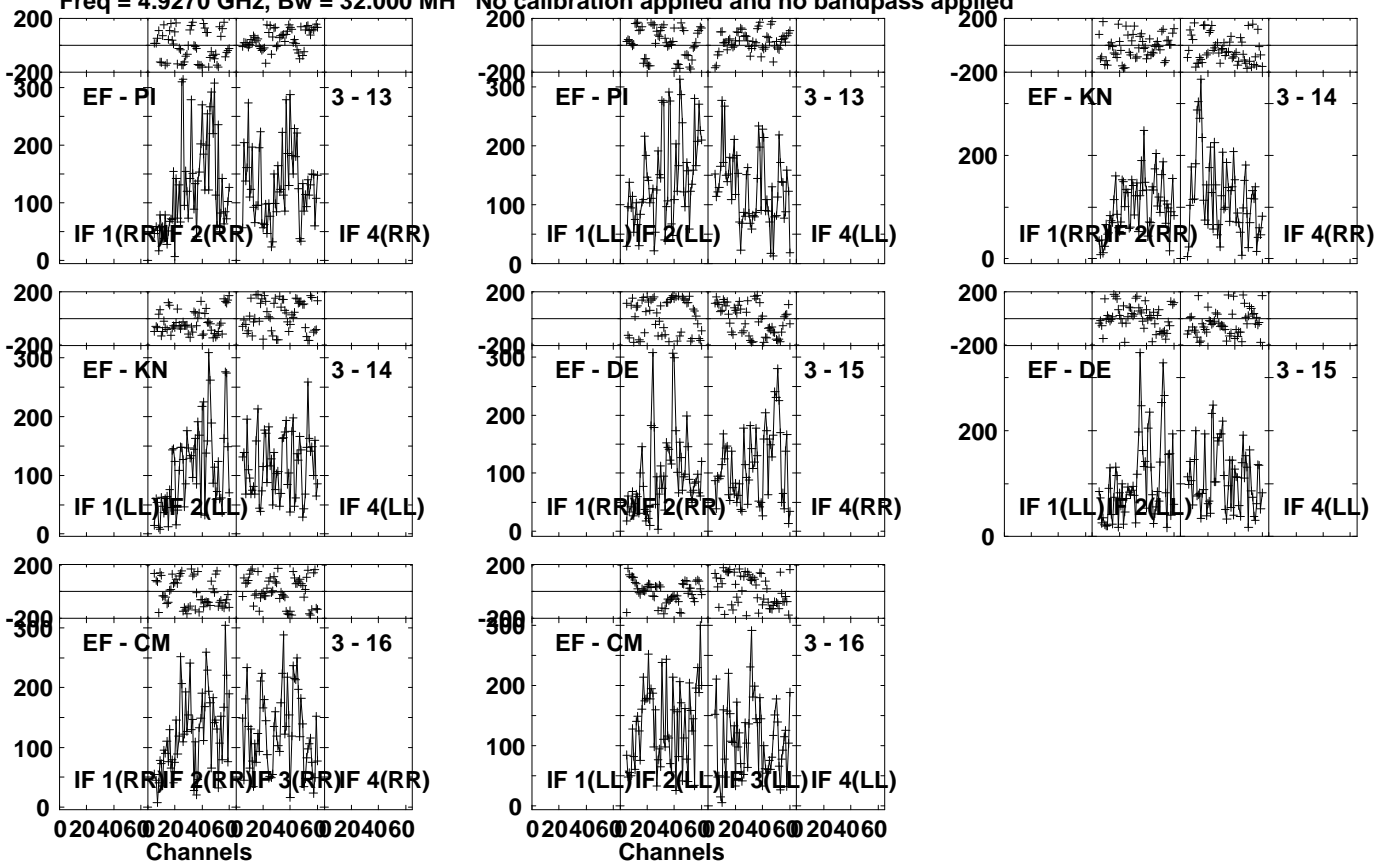 Freq = 4.9270 GHz, Bw = 32.000 MH No calibration applied and no bandpass applied
200 200 200
-200 -200 -200
300 300
EF - PI 3 - 13 EF - PI 3 - 13 EF - KN 3 - 14
200 200 200
100 100
IF 1(RR) IF 2(RR) IF 4(RR) IF 1(LL) IF 2(LL) IF 4(LL) IF 1(RR) IF 2(RR) IF 4(RR)
0 0 0
200 200 200
-200 -200 -200
300 300
EF - KN 3 - 14 EF - DE 3 - 15 EF - DE 3 - 15
200 200 200
100 100
IF 1(LL) IF 2(LL) IF 4(LL) IF 1(RR) IF 2(RR) IF 4(RR) IF 1(LL) IF 2(LL) IF 4(LL)
0 0 0
200 200
-200 -200
300 300
EF - CM 3 - 16 EF - CM 3 - 16
200 200
100 100
IF 1(RR) IF 2(RR) IF 3(RR) IF 4(RR) IF 1(LL) IF 2(LL) IF 3(LL) IF 4(LL)
0 0
0 20 40 60 0 20 40 60 0 20 40 60 0 20 40 60 0 20 40 60 0 20 40 60 0 20 40 60 0 20 40 60
Channels Channels